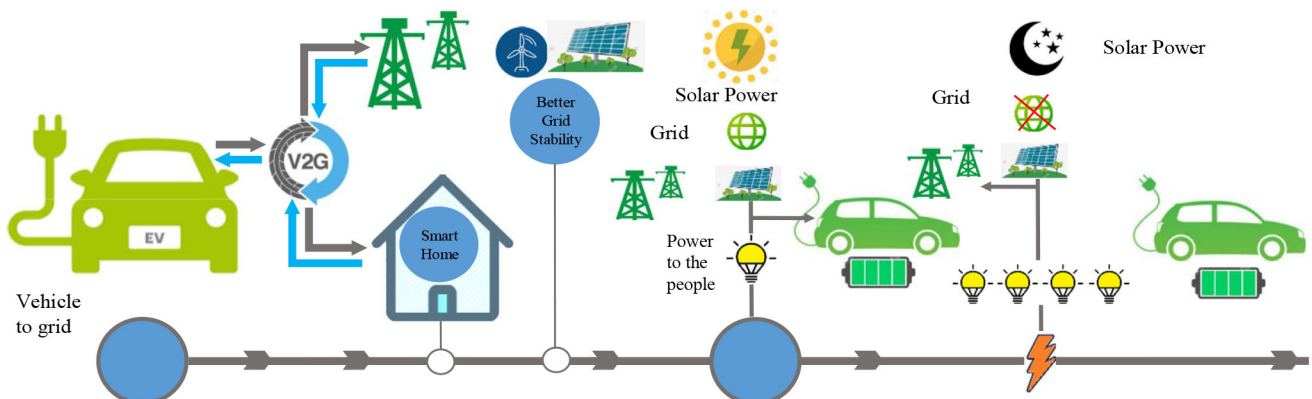 V2G
EV
Vehicle
to grid
Smart
Home
Better
Grid
Stability
Solar Power
Grid
Power
to the
people
Solar Power
Grid